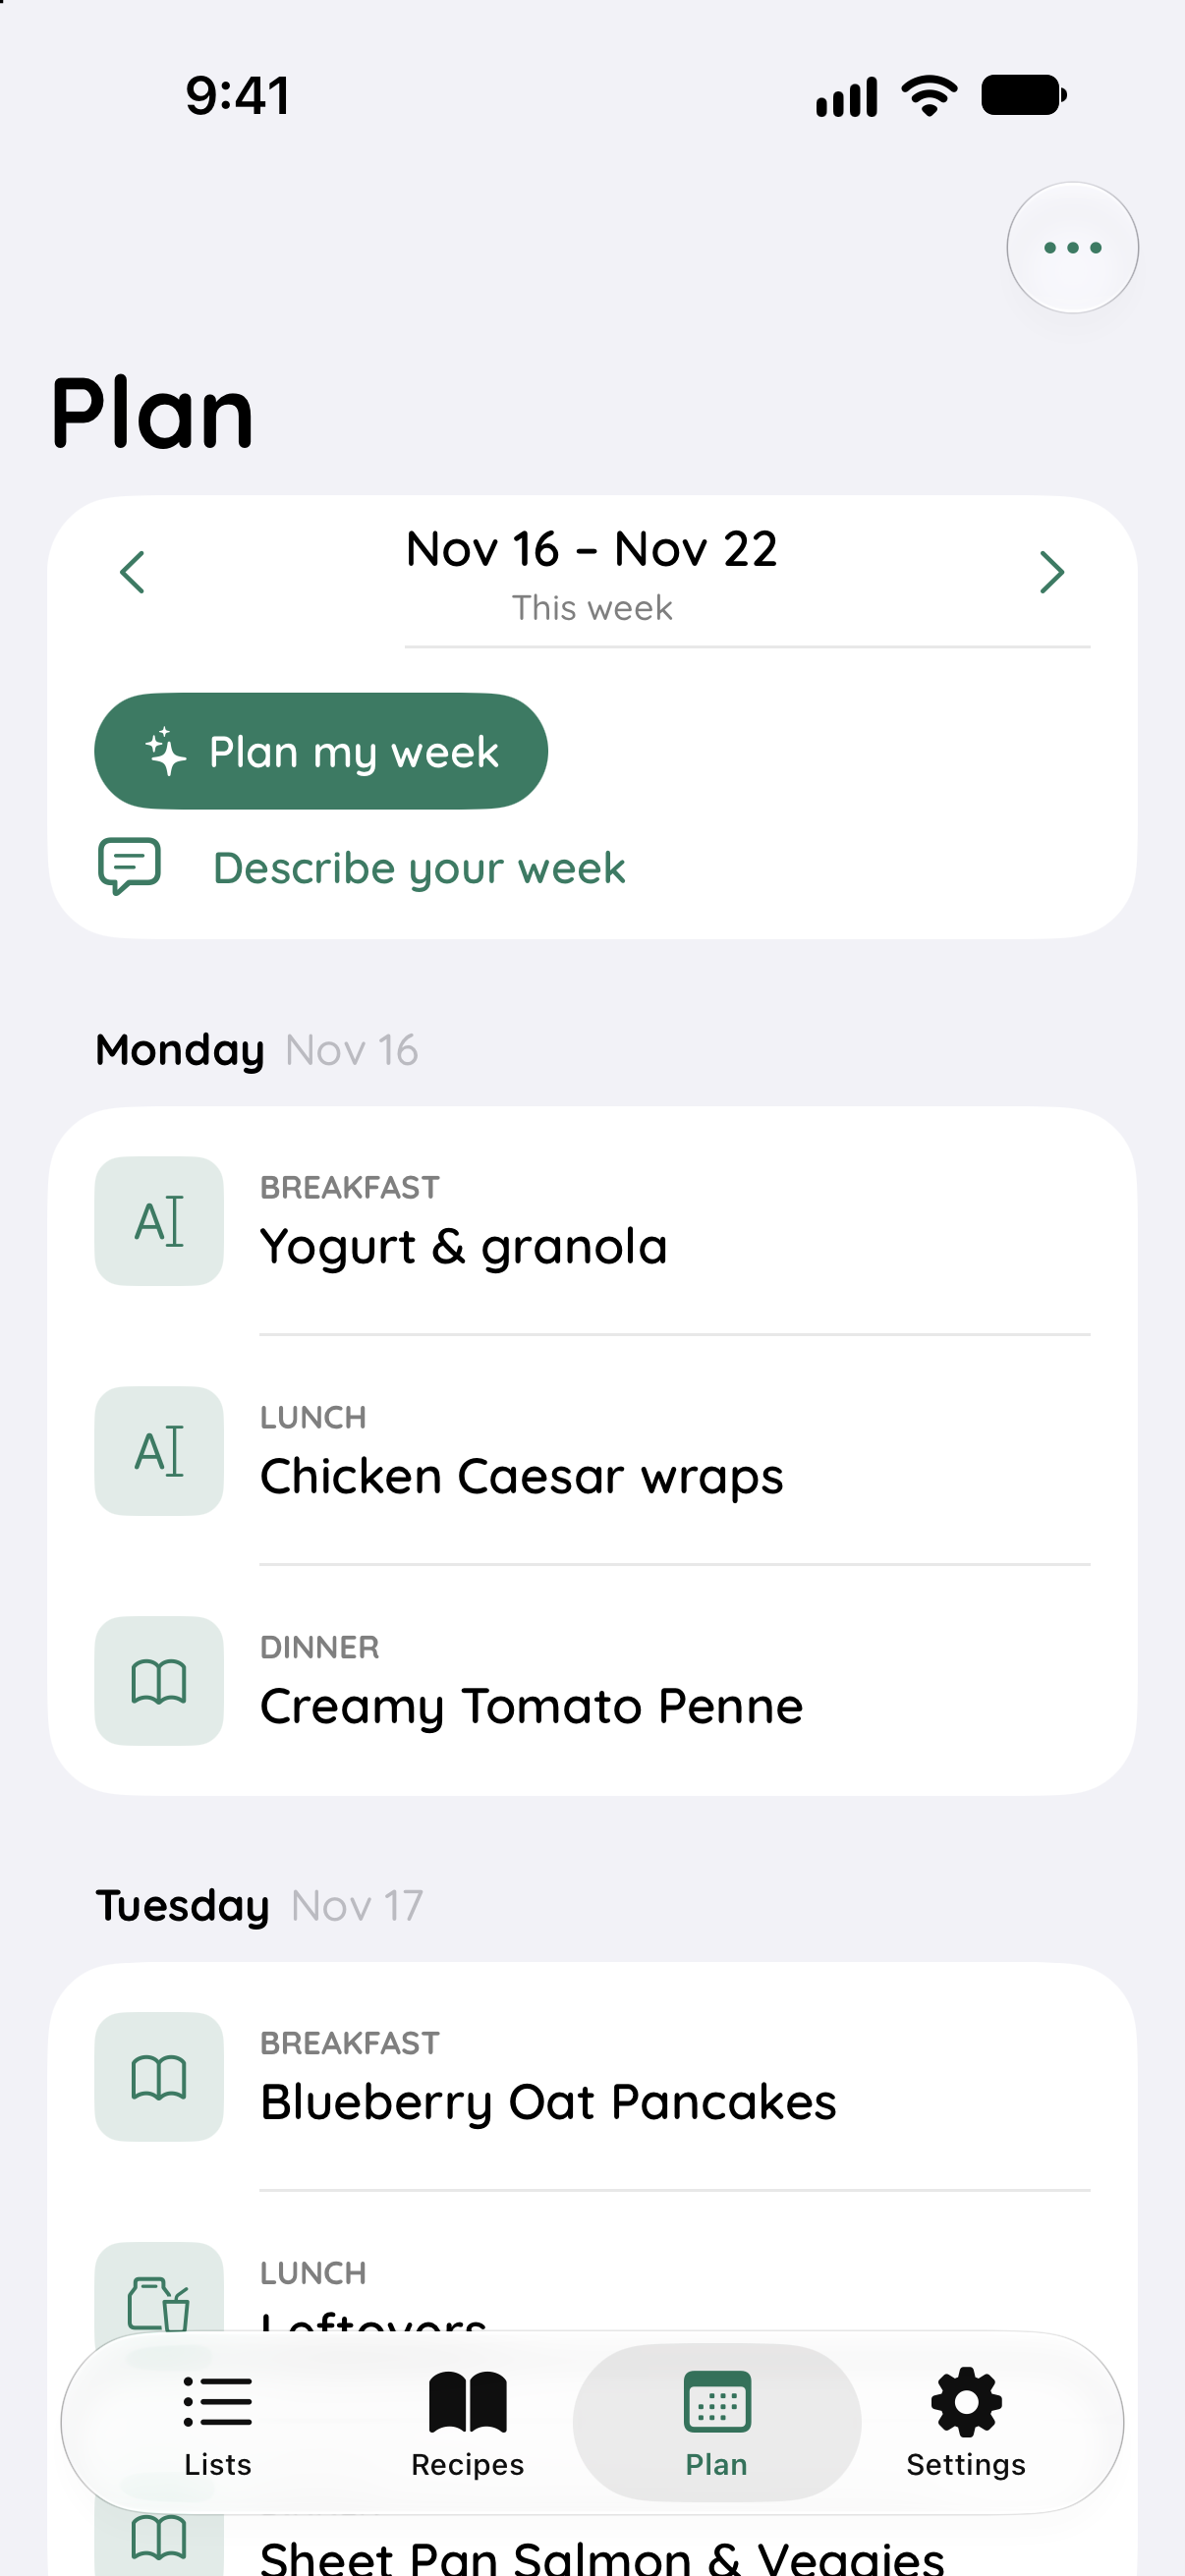 9:41
Plan
Nov 16 – Nov 22
This week
Plan my week
Describe your week
Monday Nov 16
BREAKFAST
Yogurt & granola
LUNCH
Chicken Caesar wraps
DINNER
Creamy Tomato Penne
Tuesday Nov 17
BREAKFAST
Blueberry Oat Pancakes
LUNCH
Leftovers
Lists
Recipes
Plan
Settings
Sheet Pan Salmon & Veggies